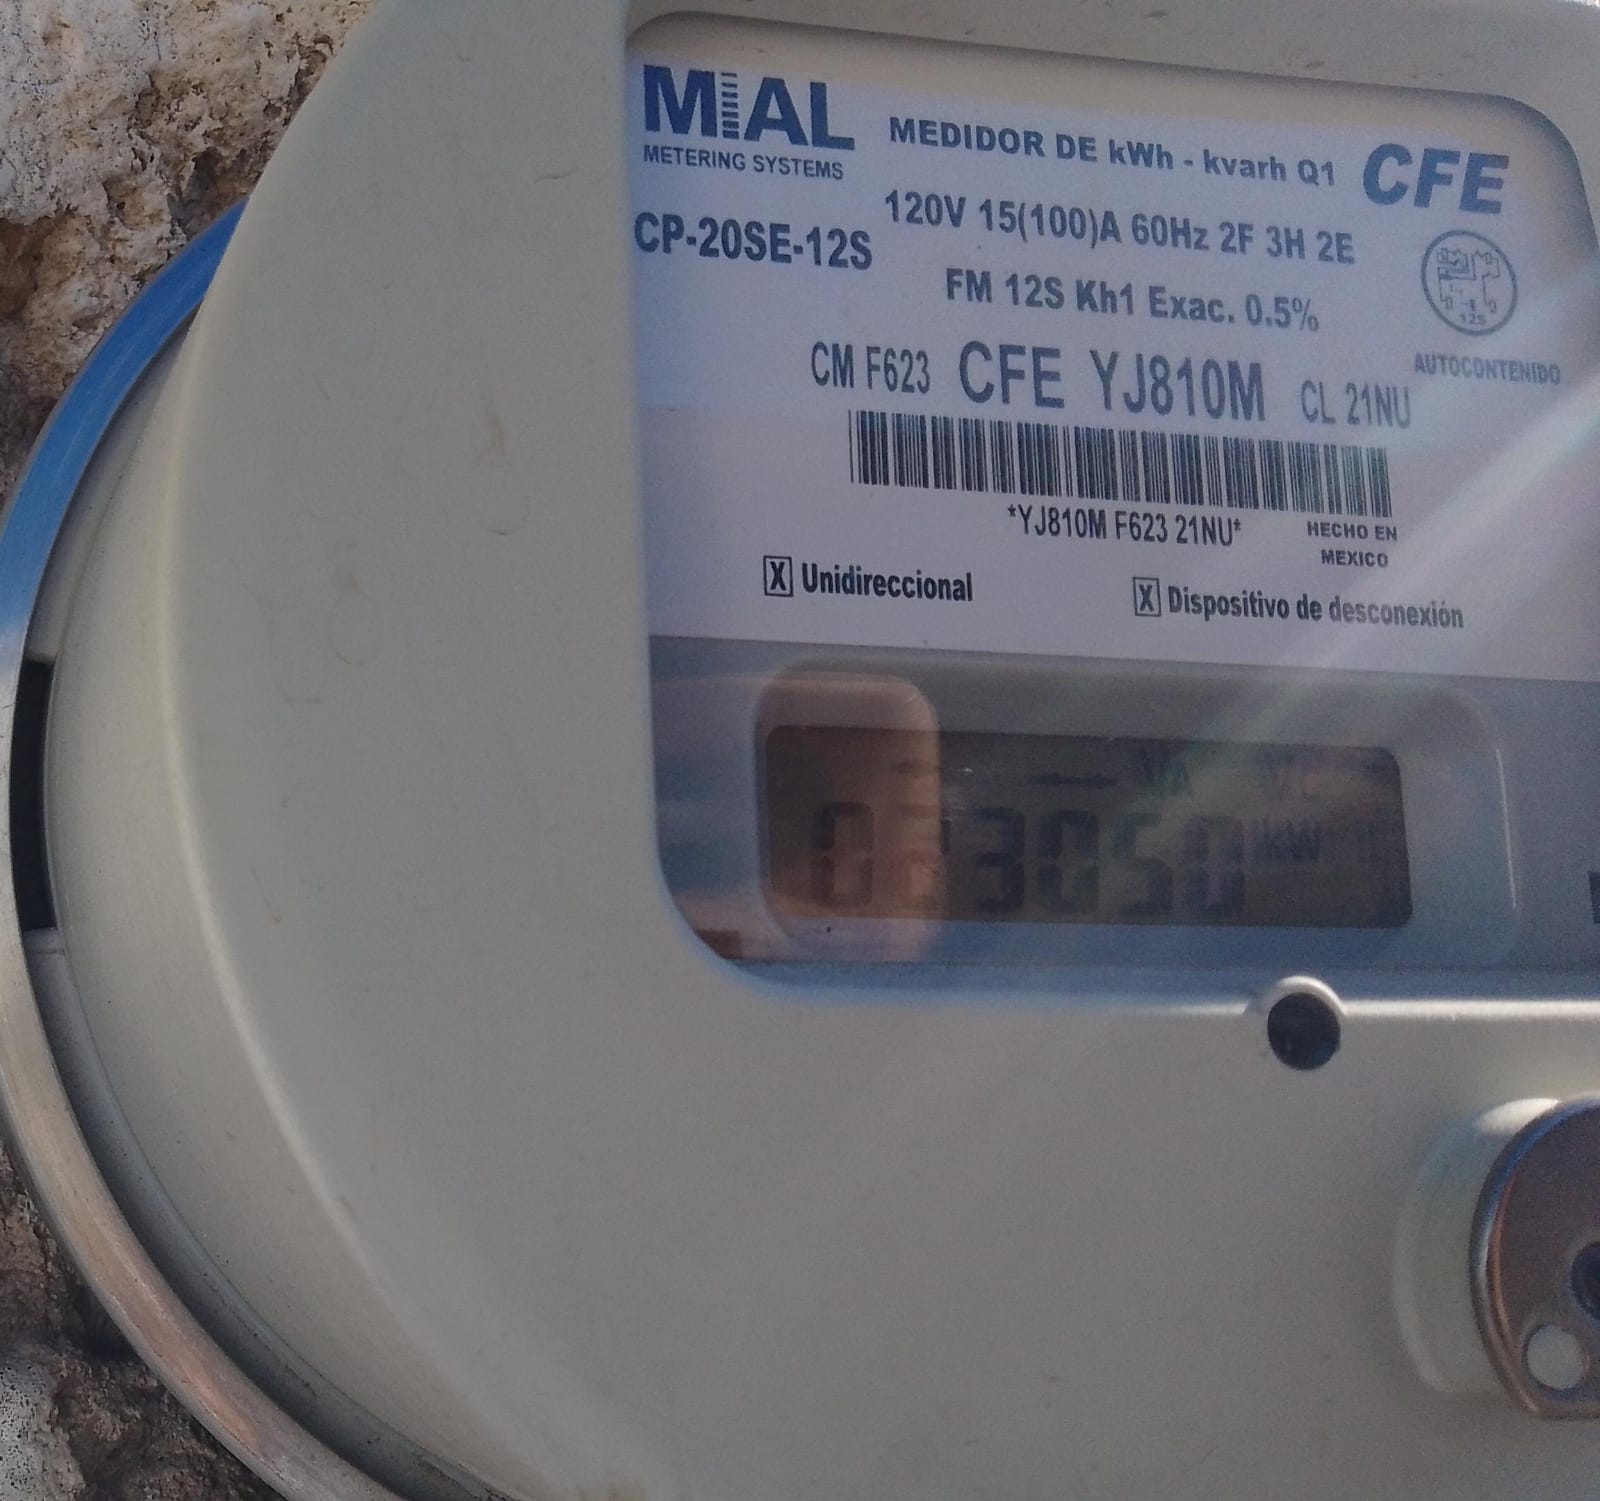 MIAL
METERING SYSTEMS
MEDIDOR DE kWh - kvarh Q1
CFE
CP-20SE-12S
120V 15(100)A 60Hz 2F 3H 2E
FM 12S Kh1 Exac. 0.5%
12S
AUTOCONTENIDO
CM F623 CFE YJ810M CL 21NU
*YJ810M F623 21NU*
HECHO EN
MEXICO
X Unidireccional
X Dispositivo de desconexión
VA
kW